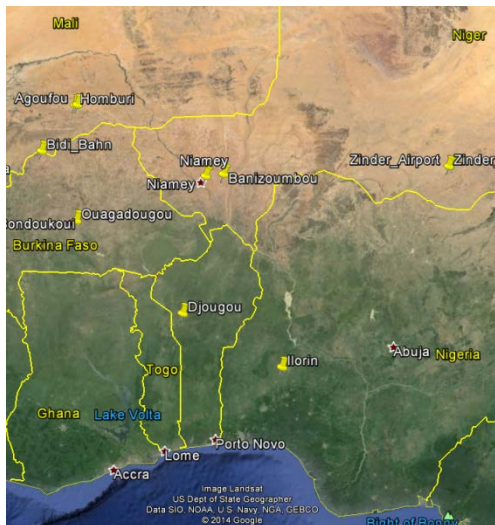 Mali
Niger
Agoufou Homburi
Bidi_Bahn
Niamey
Zinder_Airport Zinder
Niamey
Banizoumbou
Ouagadougou
Bondoukoui
Burkina Faso
Djougou
Ilorin
Abuja
Nigeria
Togo
Ghana
Lake Volta
Porto Novo
Lome
Accra
Image Landsat
US Dept of State Geographer
Data SIO, NOAA, U.S. Navy, NGA, GEBCO
© 2014 Google
Bight of Bonny